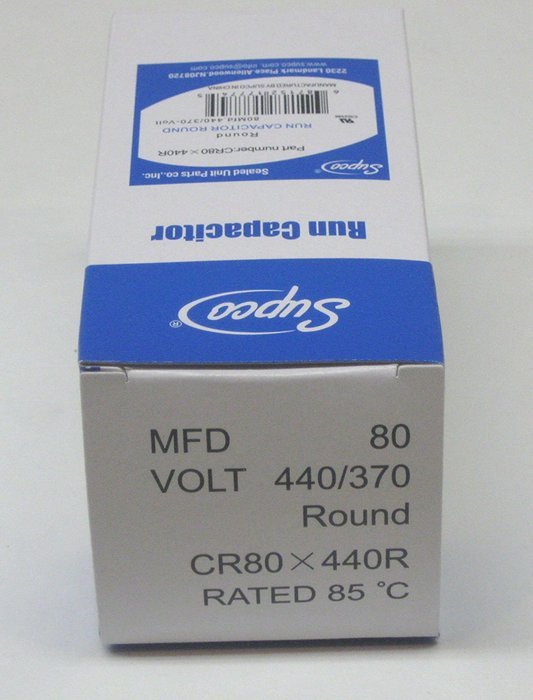 MFD 80
VOLT 440/370
Round
CR80×440R
RATED 85 °C
Supco®
Run Capacitor
Supco
Sealed Unit Parts co.,Inc.
Part number:CR80×440R
Round
RUN CAPACITOR ROUND
80Mfd 440/370-Volt
MANUFACTURED BY SUPCO IN CHINA
2230 Landmark Place Allenwood,NJ08720
www.supco.com info@supco.com